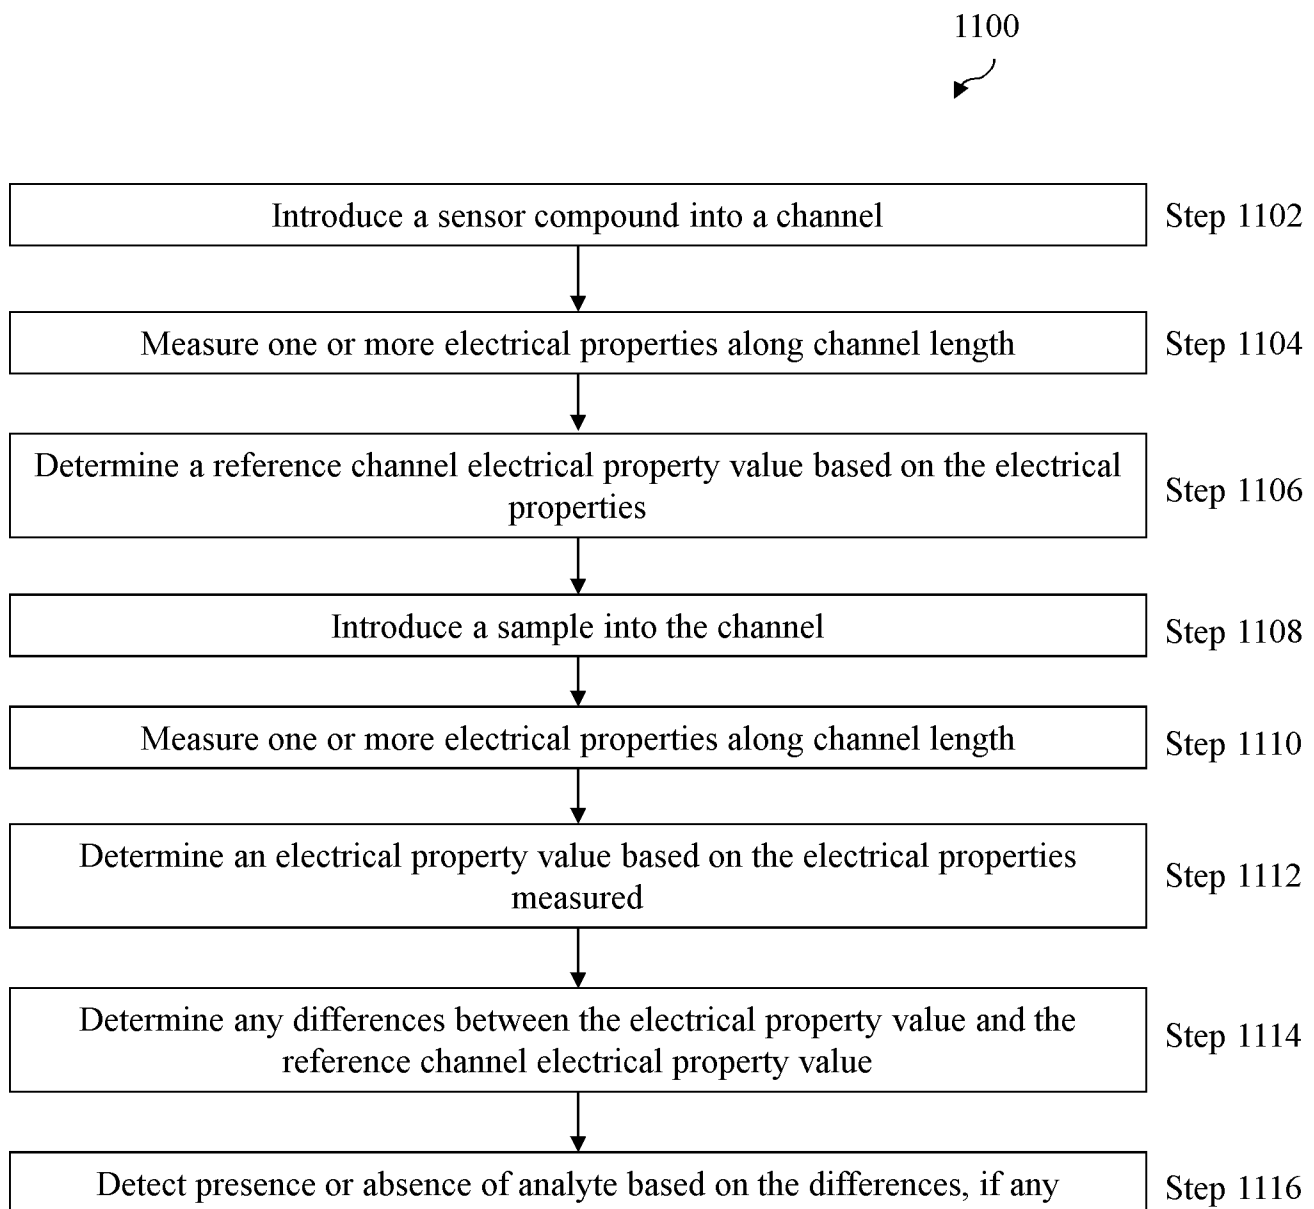 1100
Introduce a sensor compound into a channel
Step 1102
Measure one or more electrical properties along channel length
Step 1104
Determine a reference channel electrical property value based on the electrical
properties
Step 1106
Introduce a sample into the channel
Step 1108
Measure one or more electrical properties along channel length
Step 1110
Determine an electrical property value based on the electrical properties
measured
Step 1112
Determine any differences between the electrical property value and the
reference channel electrical property value
Step 1114
Detect presence or absence of analyte based on the differences, if any
Step 1116